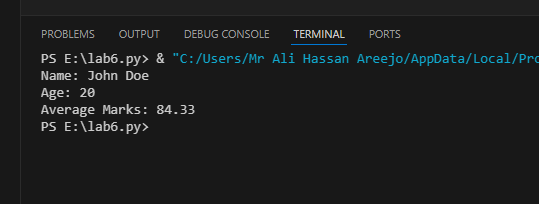 PROBLEMS OUTPUT DEBUG CONSOLE TERMINAL PORTS
PS E:\lab6.py> & "C:/Users/Mr Ali Hassan Areejo/AppData/Local/Pro
Name: John Doe
Age: 20
Average Marks: 84.33
PS E:\lab6.py>